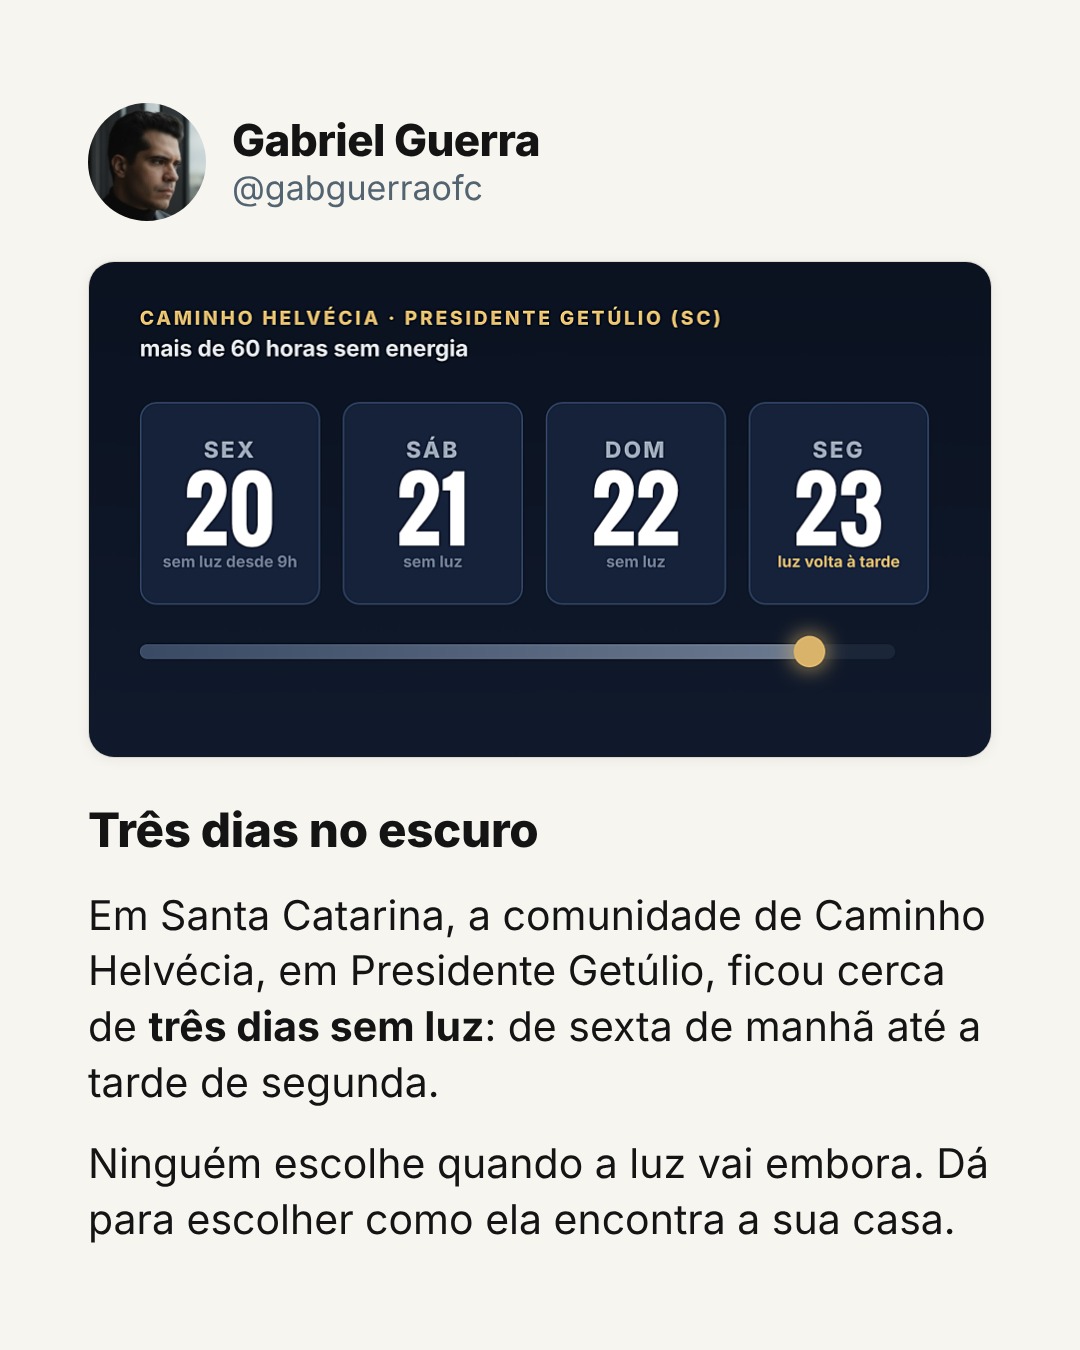 Gabriel Guerra
@gabguerraofc
CAMINHO HELVÉCIA · PRESIDENTE GETÚLIO (SC)
mais de 60 horas sem energia
SEX
20
sem luz desde 9h
SÁB
21
sem luz
DOM
22
sem luz
SEG
23
luz volta à tarde
Três dias no escuro
Em Santa Catarina, a comunidade de Caminho
Helvécia, em Presidente Getúlio, ficou cerca
de três dias sem luz: de sexta de manhã até a
tarde de segunda.
Ninguém escolhe quando a luz vai embora. Dá
para escolher como ela encontra a sua casa.